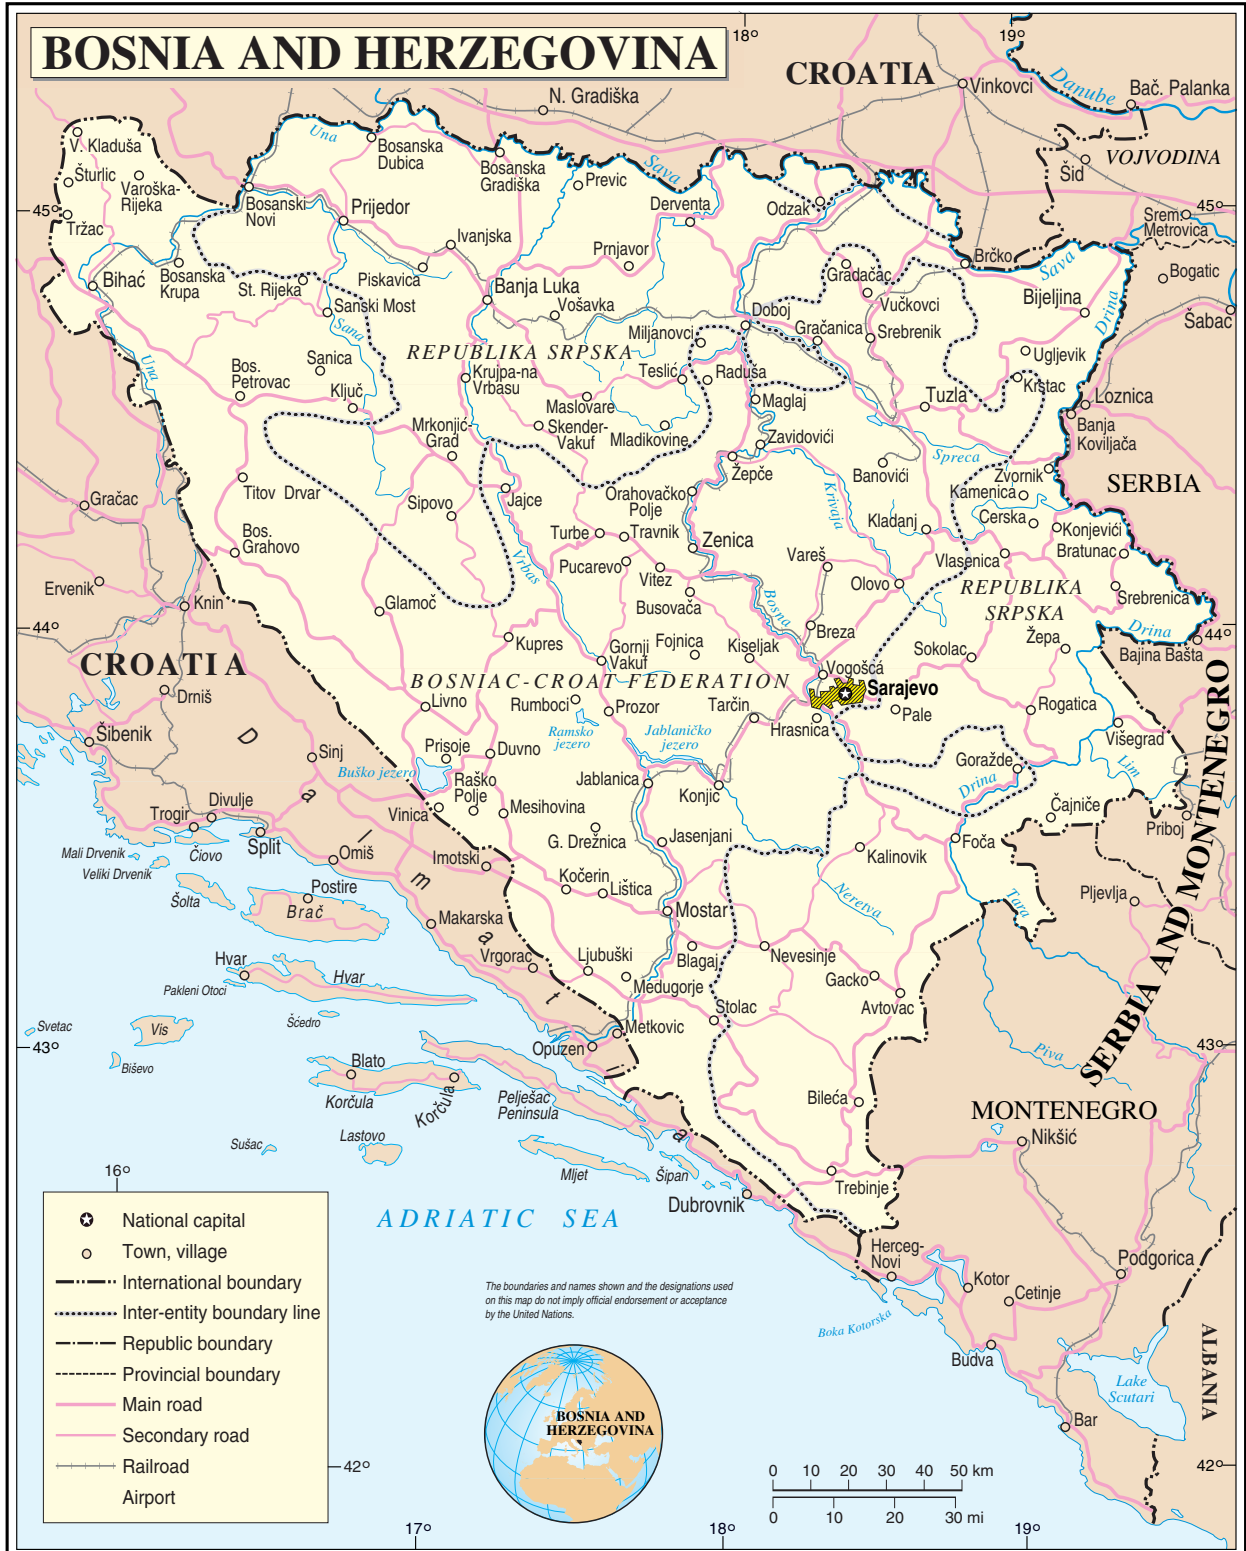 BOSNIA AND HERZEGOVINA
18°
19°
CROATIA
Vinkovci
Danube
Bač. Palanka
N. Gradiška
VOJVODINA
Šid
V. Kladuša
Una
Bosanska
Dubica
Bosanska
Gradiška
Sava
Previc
Šturlic
Varoška-
Rijeka
Bosanski
Novi
Prijedor
Derventa
Odzak
Srem.
Metrovica
45°
45°
Tržac
Ivanjska
Prnjavor
Brčko
Sava
Bogatic
Bihać
Bosanska
Krupa
St. Rijeka
Piskavica
Gradačac
Sanski Most
Banja Luka
Vošavka
Vučkovci
Bijeljina
Drina
Šabac
Sana
Doboj
Gračanica
Srebrenik
Miljanovci
REPUBLIKA SRPSKA
Una
Sanica
Ugljevik
Bos.
Petrovac
Krujpa-na
Vrbasu
Teslić
Raduša
Krstac
Ključ
Maslovare
Maglaj
Tuzla
Loznica
Banja
Koviljača
Mrkonjić-
Grad
Skender-
Vakuf
Mladikovine
Zavidovići
Spreca
SERBIA
Žepče
Banovići
Zvornik
Titov Drvar
Jajce
Orahovačko
Polje
Krivaja
Kamenica
Gračac
Sipovo
Cerska
Konjevići
Bos.
Grahovo
Turbe
Travnik
Zenica
Kladanj
Vlasenica
Bratunac
Vrbas
Pucarevo
Vitez
Vareš
Olovo
Ervenik
Knin
Glamoč
Busovača
Bosna
REPUBLIKA
SRPSKA
Srebrenica
Drina
44°
44°
Kupres
Gornji
Vakuf
Fojnica
Kiseljak
Breza
Sokolac
Žepa
Bajina Bašta
CROATIA
Vogošca
BOSNIAC-CROAT FEDERATION
Sarajevo
Drniš
Livno
Rumboci
Prozor
Tarčin
Hrasnica
Pale
Rogatica
Višegrad
Šibenik
Ramsko
jezero
Jablaničko
jezero
Sinj
Prisoje
Duvno
Goražde
Lim
Buško jezero
Raško
Polje
Jablanica
Konjic
Drina
Čajniče
Priboj
Trogir
Divulje
Vinica
Mesihovina
Split
G. Drežnica
Jasenjani
Foča
Mali Drvenik
Čiovo
Omiš
Imotski
Kalinovik
Veliki Drvenik
Šolta
Postire
Brač
Kočerin
Lištica
Neretva
Tara
Pljevlja
SERBIA AND MONTENEGRO
Dalmatia
Makarska
Mostar
Hvar
Hvar
Vrgorac
Ljubuški
Blagaj
Nevesinje
Gacko
Pakleni Otoci
Medugorje
Avtovac
Svetac
Vis
Šćedro
Stolac
43°
43°
Metkovic
Opuzen
Piva
Biševo
Blato
Korčula
Korčula
Pelješac
Peninsula
Bileća
MONTENEGRO
Nikšić
Sušac
Lastovo
Mljet
Šipan
Trebinje
16°
Dubrovnik
ADRIATIC SEA
Herceg-
Novi
Podgorica
Kotor
Cetinje
National capital
Town, village
International boundary
Inter-entity boundary line
Republic boundary
Provincial boundary
Main road
Secondary road
Railroad
Airport
The boundaries and names shown and the designations used
on this map do not imply official endorsement or acceptance
by the United Nations.
Boka Kotorska
Budva
Lake
Scutari
ALBANIA
BOSNIA AND
HERZEGOVINA
Bar
42°
42°
0 10 20 30 40 50 km
0 10 20 30 mi
17°
18°
19°